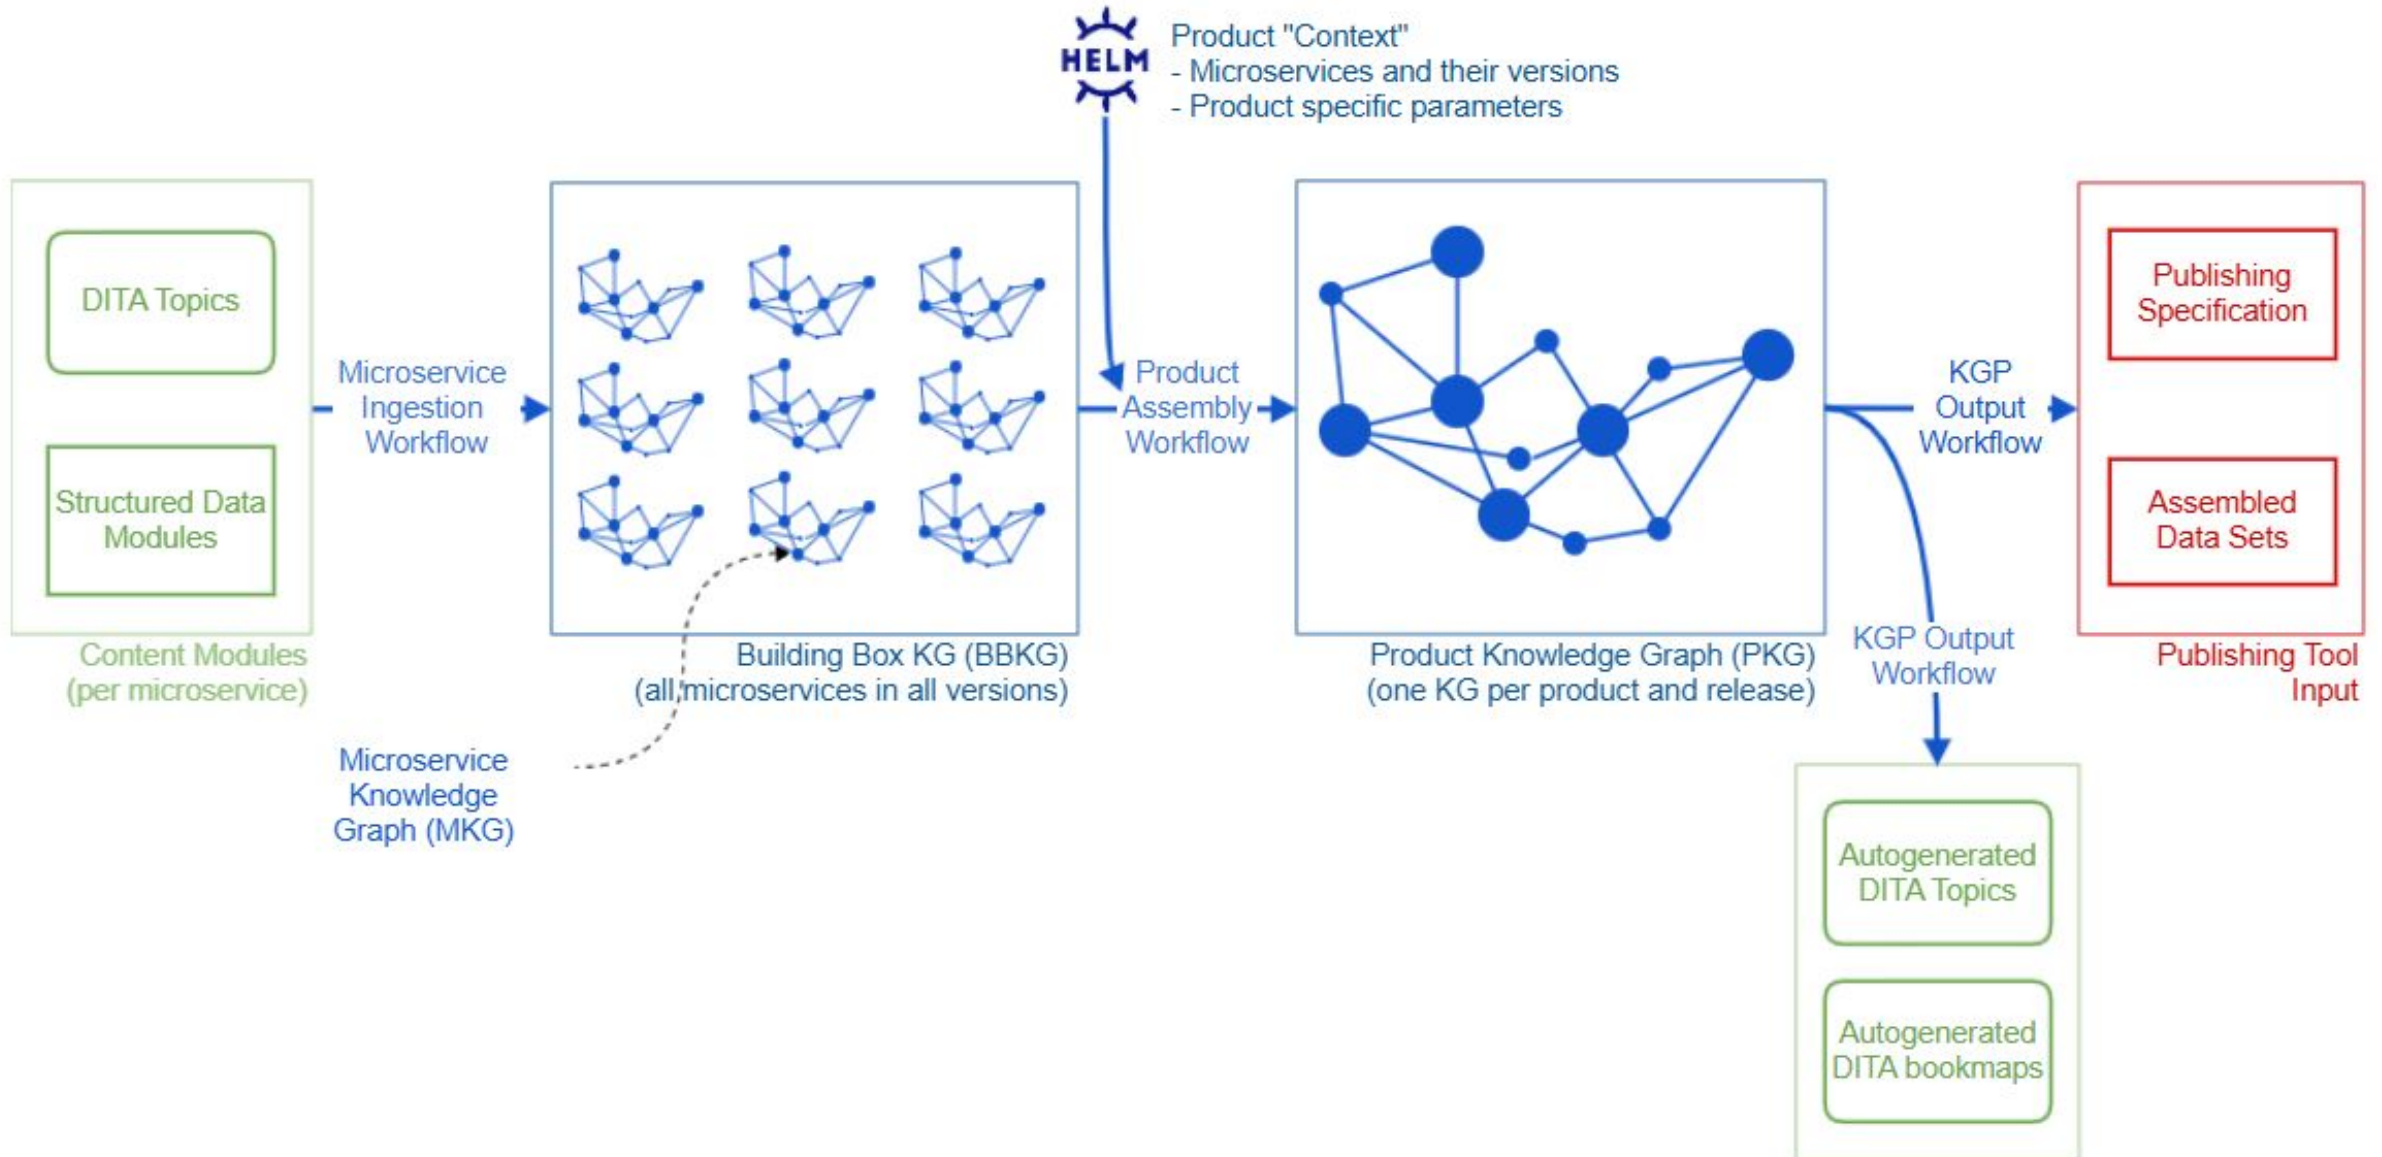 HELM
Product "Context"
- Microservices and their versions
- Product specific parameters
DITA Topics
Structured Data
Modules
Content Modules
(per microservice)
Microservice
Ingestion
Workflow
Building Box KG (BBKG)
(all microservices in all versions)
Microservice
Knowledge
Graph (MKG)
Product
Assembly
Workflow
Product Knowledge Graph (PKG)
(one KG per product and release)
KGP
Output
Workflow
Publishing
Specification
Assembled
Data Sets
Publishing Tool
Input
KGP Output
Workflow
Autogenerated
DITA Topics
Autogenerated
DITA bookmaps